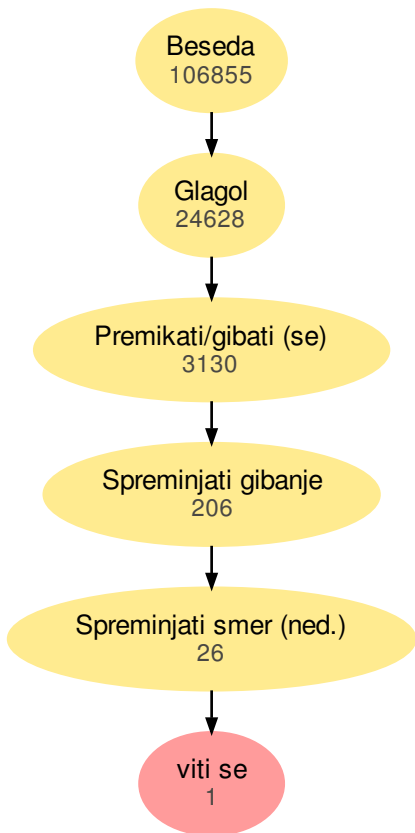 Beseda
106855
Glagol
24628
Premikati/gibati (se)
3130
Spreminjati gibanje
206
Spreminjati smer (ned.)
26
viti se
1